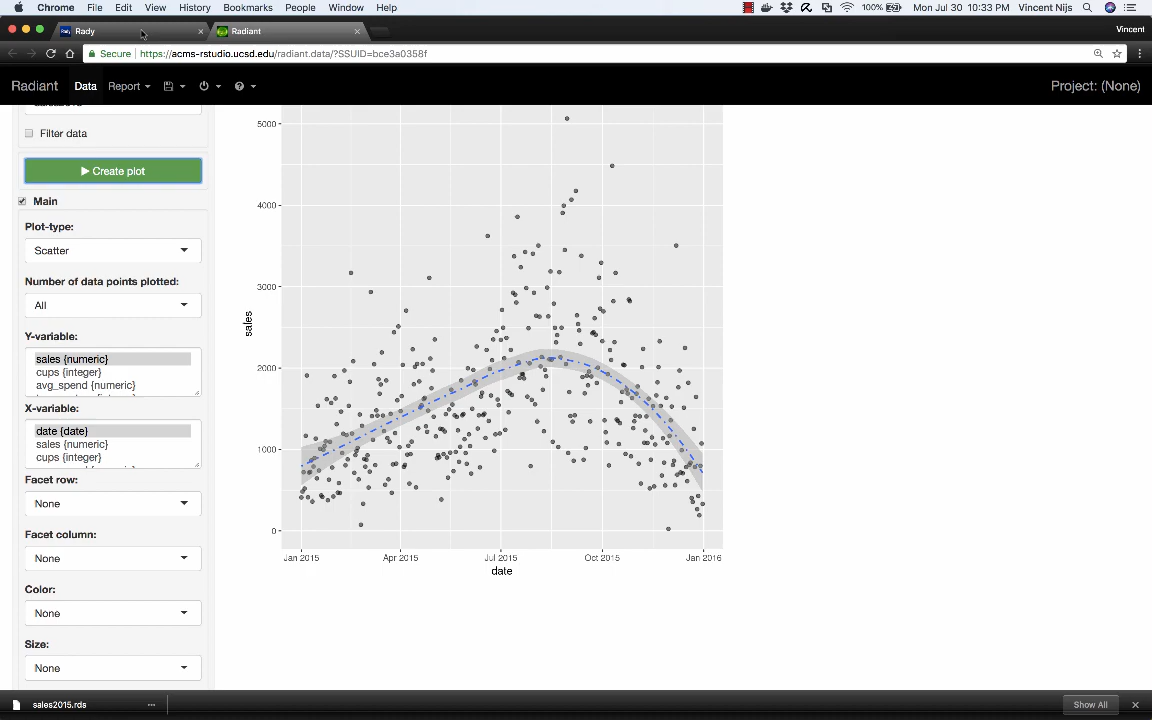 Chrome File Edit View History Bookmarks People Window Help 100% Mon Jul 30 10:33 PM Vincent Nijs
Rady Rady Radiant Vincent
Secure https://acms-rstudio.ucsd.edu/radiant.data/?SSUID=bce3a0358f
Radiant Data Report Project: (None)
Filter data
Create plot
Main
Plot-type:
Scatter
Number of data points plotted:
All
Y-variable:
sales {numeric}
cups {integer}
avg_spend {numeric}
X-variable:
date {date}
sales {numeric}
cups {integer}
Facet row:
None
Facet column:
None
Color:
None
Size:
None
sales
5000
4000
3000
2000
1000
0
Jan 2015 Apr 2015 Jul 2015 Oct 2015 Jan 2016
date
sales2015.rds Show All